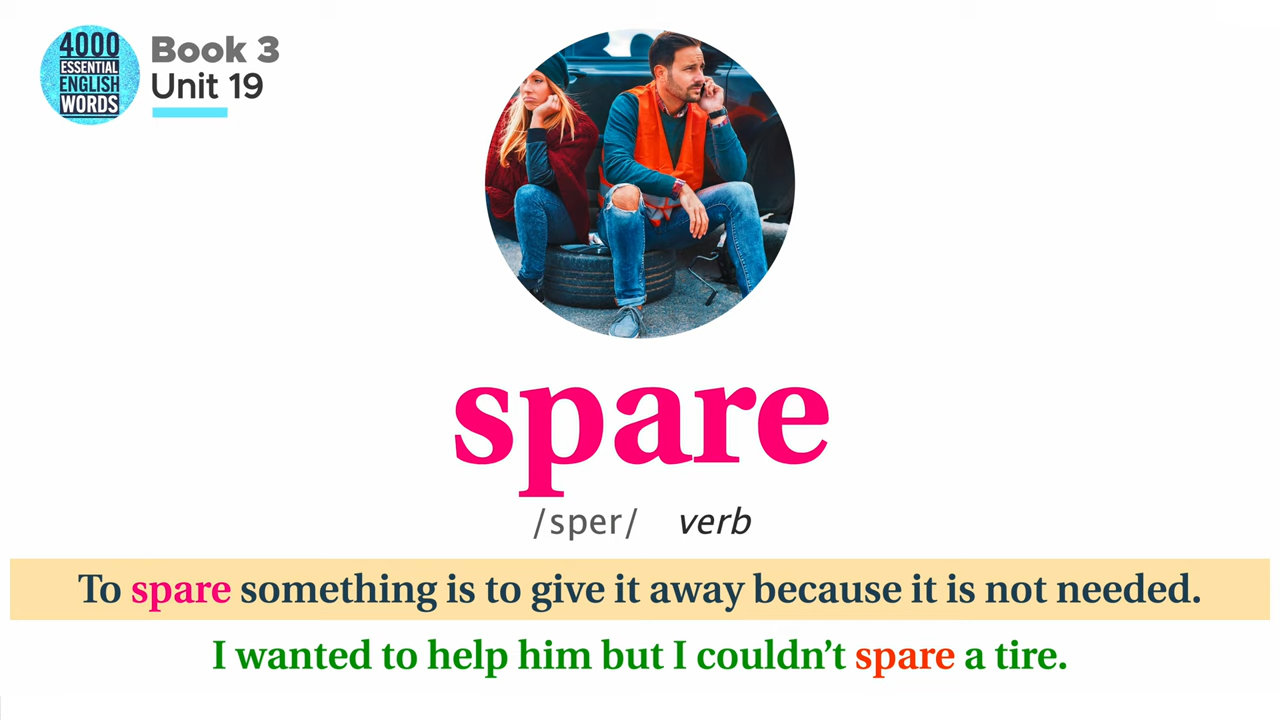 4000
ESSENTIAL
ENGLISH
WORDS
Book 3
Unit 19
spare
/sper/ verb
To spare something is to give it away because it is not needed.
I wanted to help him but I couldn’t spare a tire.